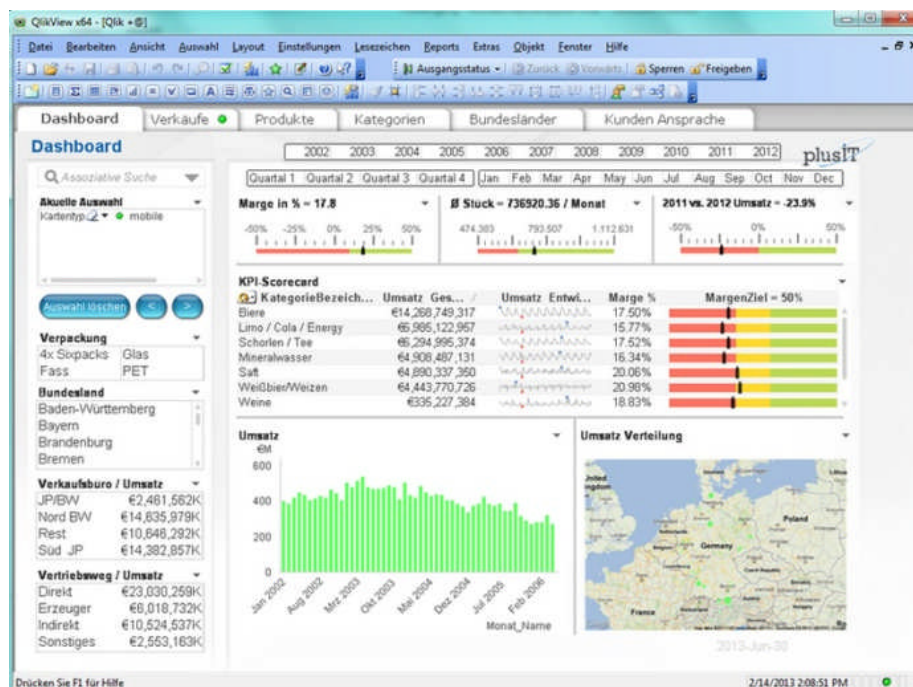 QlikView x64 - [Qlik +@]
Datei Bearbeiten Ansicht Auswahl Layout Einstellungen Lesezeichen Reports Extras Objekt Fenster Hilfe
Ausgangsstatus Zurück Vorwärts Sperren Freigeben
Dashboard Verkäufe Produkte Kategorien Bundesländer Kunden Ansprache
Dashboard
2002 2003 2004 2005 2006 2007 2008 2009 2010 2011 2012
plusIT
Assoziative Suche
Quartal 1 Quartal 2 Quartal 3 Quartal 4 Jan Feb Mar Apr May Jun Jul Aug Sep Oct Nov Dec
Akuelle Auswahl
Kartentyp mobile
Marge in % = 17.8
-50% -25% 0% 25% 50%
Ø Stück = 736920.36 / Monat
474.383 793.507 1.112.631
2011 vs. 2012 Umsatz = -23.9%
-50% 0% 50%
Auswahl löschen < >
KPI-Scorecard
KategorieBezeich... Umsatz Ges... / Umsatz Entwi... Marge % MargenZiel = 50%
Biere €14,268,749,317 17.50%
Limo / Cola / Energy €6,985,122,957 15.77%
Schorlen / Tee €6,294,995,374 17.52%
Mineralwasser €4,908,487,131 16.34%
Saft €4,890,337,350 20.06%
Weißbier/Weizen €4,443,770,726 20.98%
Weine €335,227,384 18.83%
Verpackung
4x Sixpacks Glas
Fass PET
Bundesland
Baden-Württemberg
Bayern
Brandenburg
Bremen
Verkaufsbüro / Umsatz
JP/BW €2,461,562K
Nord BW €14,635,979K
Rest €10,646,292K
Süd JP €14,382,857K
Vertriebsweg / Umsatz
Direkt €23,030,259K
Erzeuger €6,018,732K
Indirekt €10,524,537K
Sonstiges €2,553,163K
Umsatz
€M
600
400
200
0
Jan 2002 Aug 2002 Mrz 2003 Okt 2003 Mai 2004 Dez 2004 Jul 2005 Feb 2006
Monat_Name
Umsatz Verteilung
United
Poland
Germany
France
2013-Jun-30
Drücken Sie F1 für Hilfe
2/14/2013 2:08:51 PM